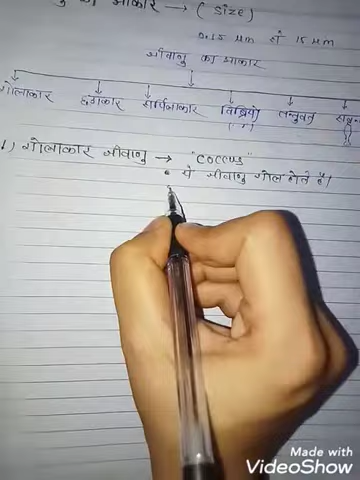 का आकार → (size)
0.15 μm से 15 μm
जीवाणु का आकार
गोलाकार दण्डाकार सर्पिलाकार विब्रियो तन्तुवत्
1) गोलाकार जीवाणु → "coccus"
ये जीवाणु गोल होते है।
Made with
VideoShow